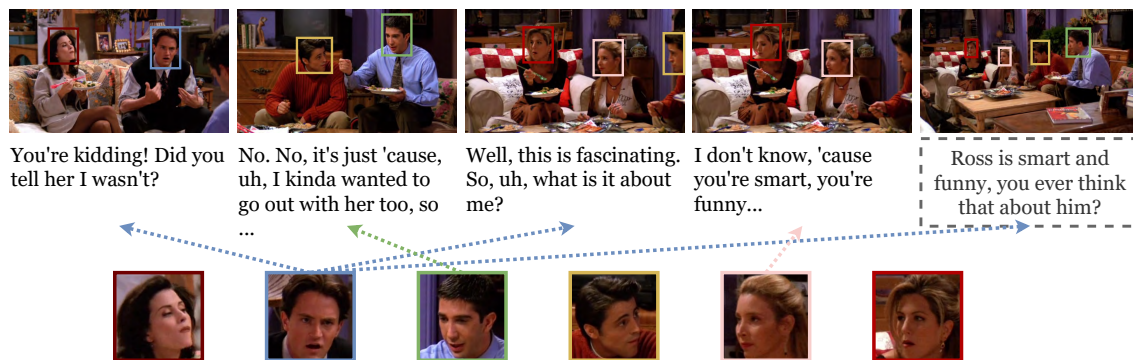 You're kidding! Did you
tell her I wasn't?
No. No, it's just 'cause,
uh, I kinda wanted to
go out with her too, so
...
Well, this is fascinating.
So, uh, what is it about
me?
I don't know, 'cause
you're smart, you're
funny...
Ross is smart and
funny, you ever think
that about him?